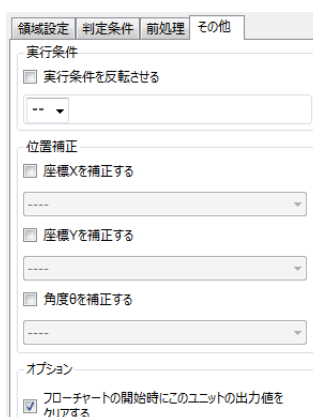 領域設定 判定条件 前処理 その他
実行条件
実行条件を反転させる
--
位置補正
座標Xを補正する
----
座標Yを補正する
----
角度θを補正する
----
オプション
フローチャートの開始時にこのユニットの出力値を
クリアする